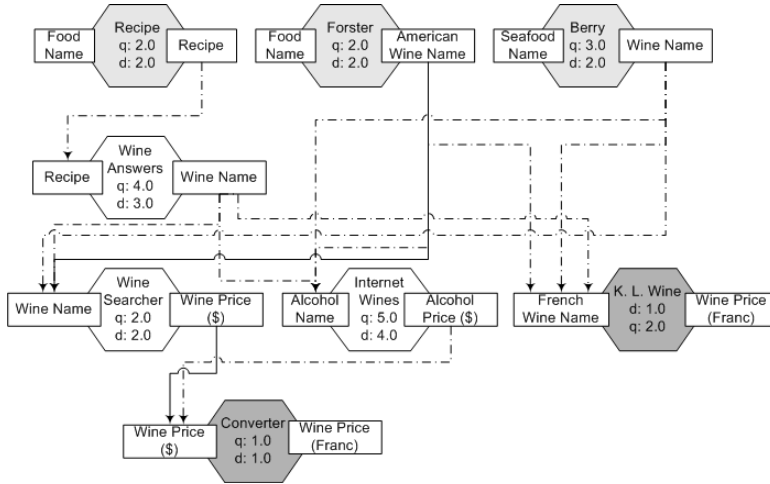 Food
Name
Recipe
q: 2.0
d: 2.0
Recipe
Food
Name
Forster
q: 2.0
d: 2.0
American
Wine Name
Seafood
Name
Berry
q: 3.0
d: 2.0
Wine Name
Recipe
Wine
Answers
q: 4.0
d: 3.0
Wine Name
Wine Name
Wine
Searcher
q: 2.0
d: 2.0
Wine Price
($)
Alcohol
Name
Internet
Wines
q: 5.0
d: 4.0
Alcohol
Price ($)
French
Wine Name
K. L. Wine
d: 1.0
q: 2.0
Wine Price
(Franc)
Wine Price
($)
Converter
q: 1.0
d: 1.0
Wine Price
(Franc)